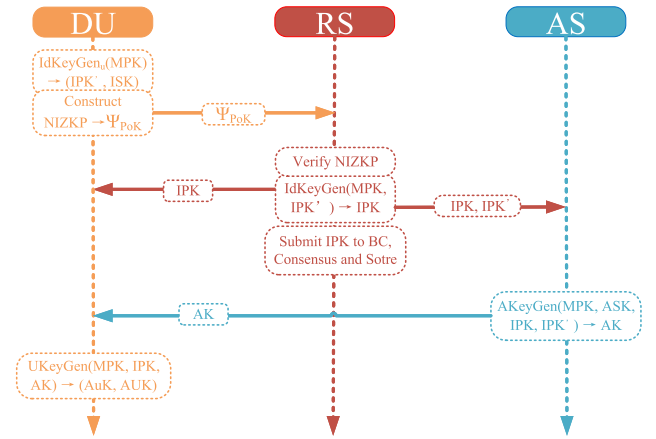 DU
RS
AS
IdKeyGenᵤ(MPK)
→ (IPK', ISK)
Construct
NIZKP → Ψ_PoK
Ψ_PoK
Verify NIZKP
IPK
IdKeyGen(MPK,
IPK') → IPK
IPK, IPK'
Submit IPK to BC,
Consensus and Sotre
AK
AKeyGen(MPK, ASK,
IPK, IPK') → AK
UKeyGen(MPK, IPK,
AK) → (AuK, AUK)